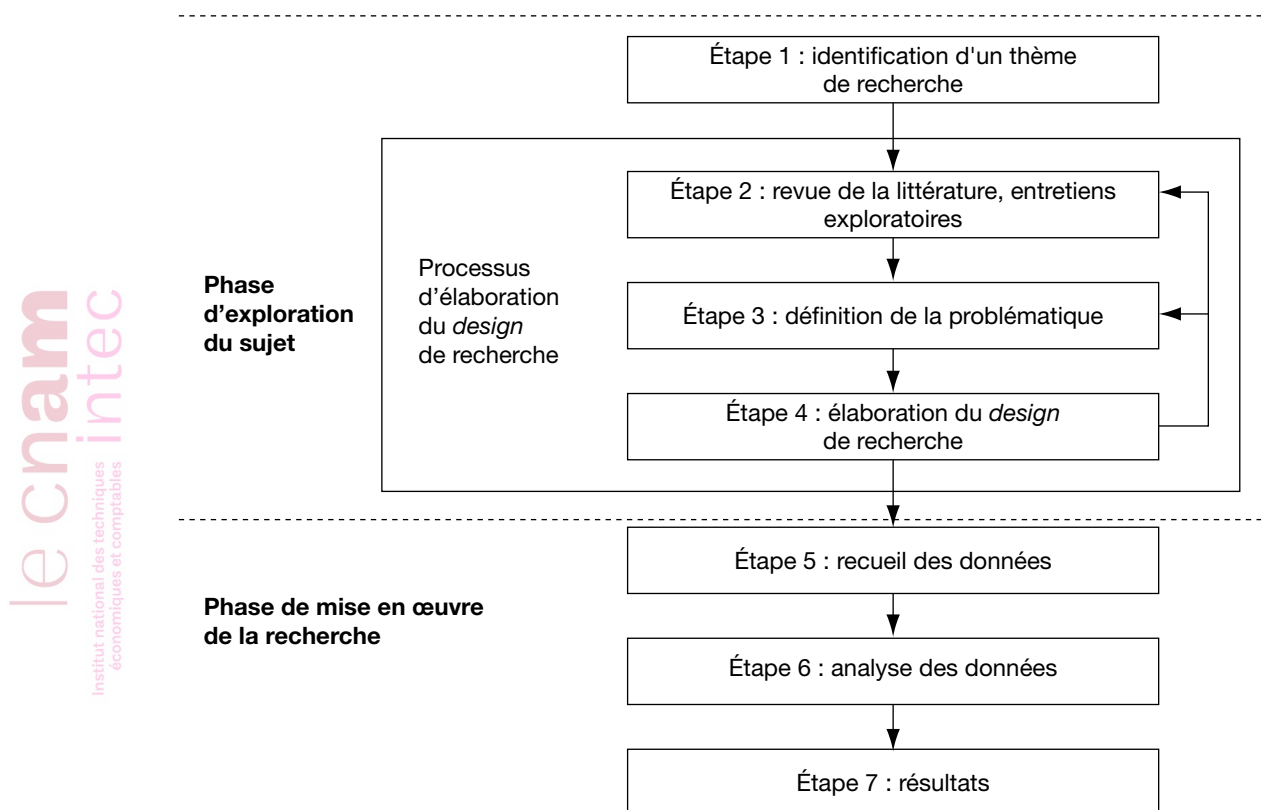 Étape 1 : identification d'un thème
de recherche
Étape 2 : revue de la littérature, entretiens
exploratoires
Processus
d'élaboration
du design
de recherche
Phase
d'exploration
du sujet
Étape 3 : définition de la problématique
Étape 4 : élaboration du design
de recherche
Étape 5 : recueil des données
Phase de mise en œuvre
de la recherche
Étape 6 : analyse des données
Étape 7 : résultats
le cnam
intec
Institut national des techniques
économiques et comptables